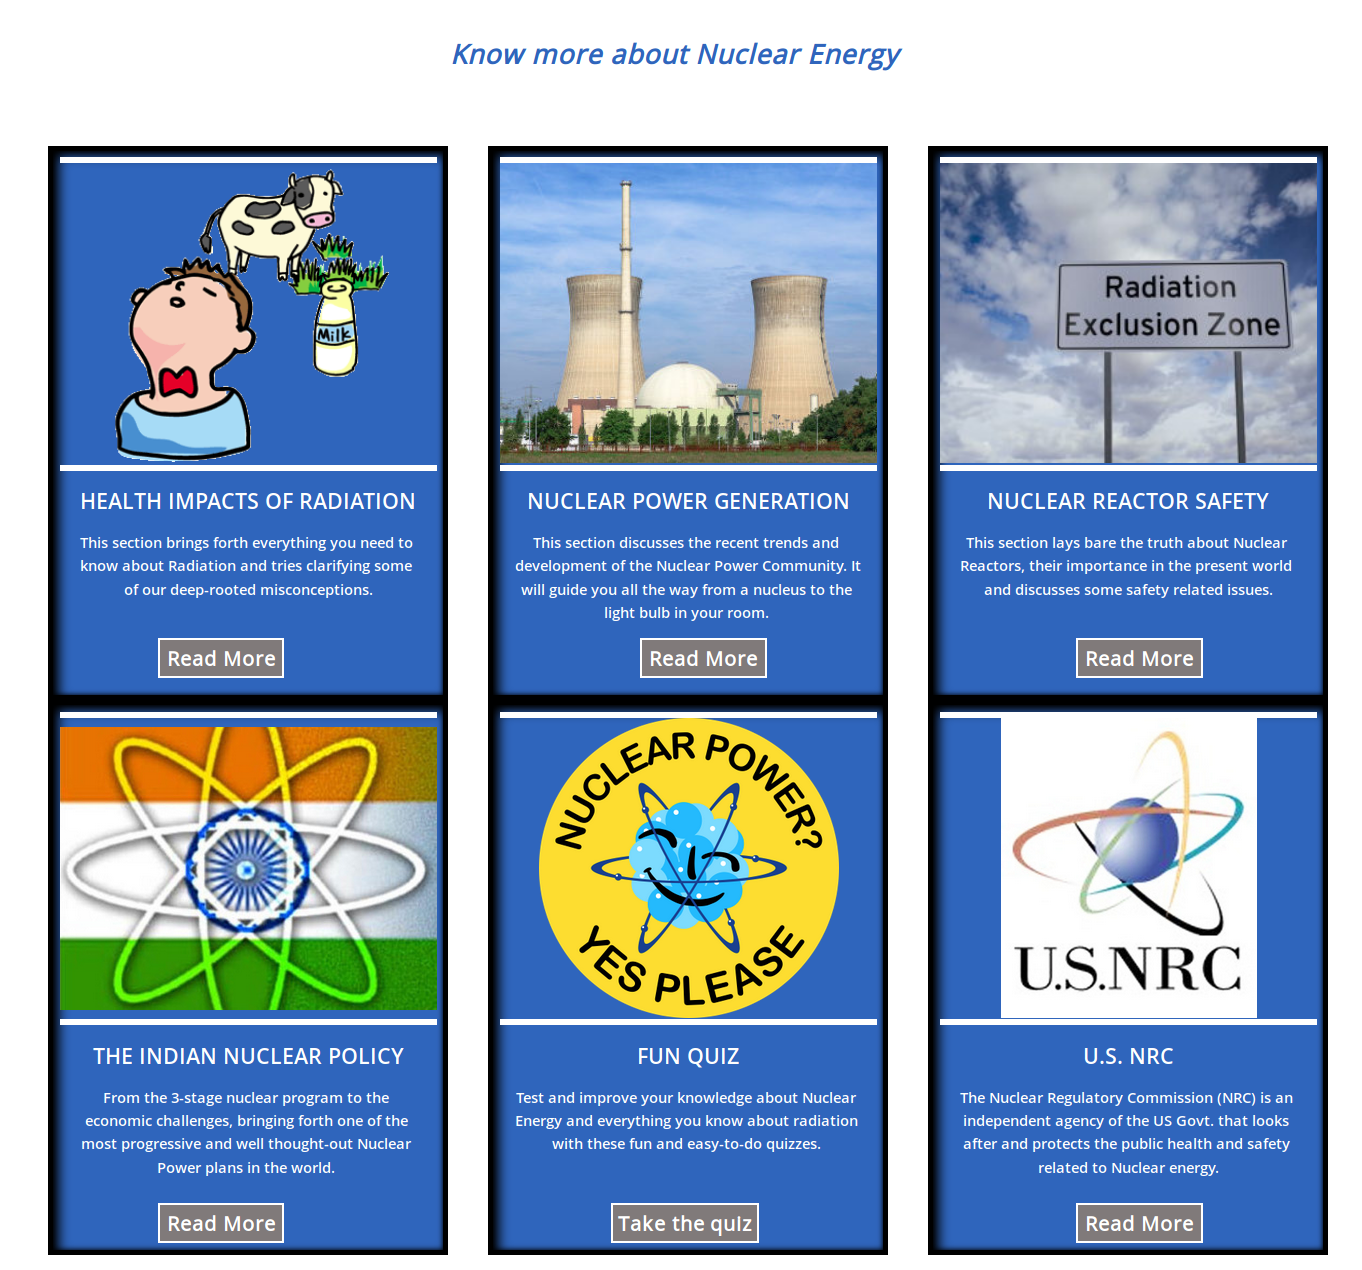 Know more about Nuclear Energy
Milk
HEALTH IMPACTS OF RADIATION
This section brings forth everything you need to
know about Radiation and tries clarifying some
of our deep-rooted misconceptions.
Read More
NUCLEAR POWER GENERATION
This section discusses the recent trends and
development of the Nuclear Power Community. It
will guide you all the way from a nucleus to the
light bulb in your room.
Read More
Radiation
Exclusion Zone
NUCLEAR REACTOR SAFETY
This section lays bare the truth about Nuclear
Reactors, their importance in the present world
and discusses some safety related issues.
Read More
THE INDIAN NUCLEAR POLICY
From the 3-stage nuclear program to the
economic challenges, bringing forth one of the
most progressive and well thought-out Nuclear
Power plans in the world.
Read More
NUCLEAR POWER?
YES PLEASE
FUN QUIZ
Test and improve your knowledge about Nuclear
Energy and everything you know about radiation
with these fun and easy-to-do quizzes.
Take the quIz
U.S.NRC
U.S. NRC
The Nuclear Regulatory Commission (NRC) is an
independent agency of the US Govt. that looks
after and protects the public health and safety
related to Nuclear energy.
Read More